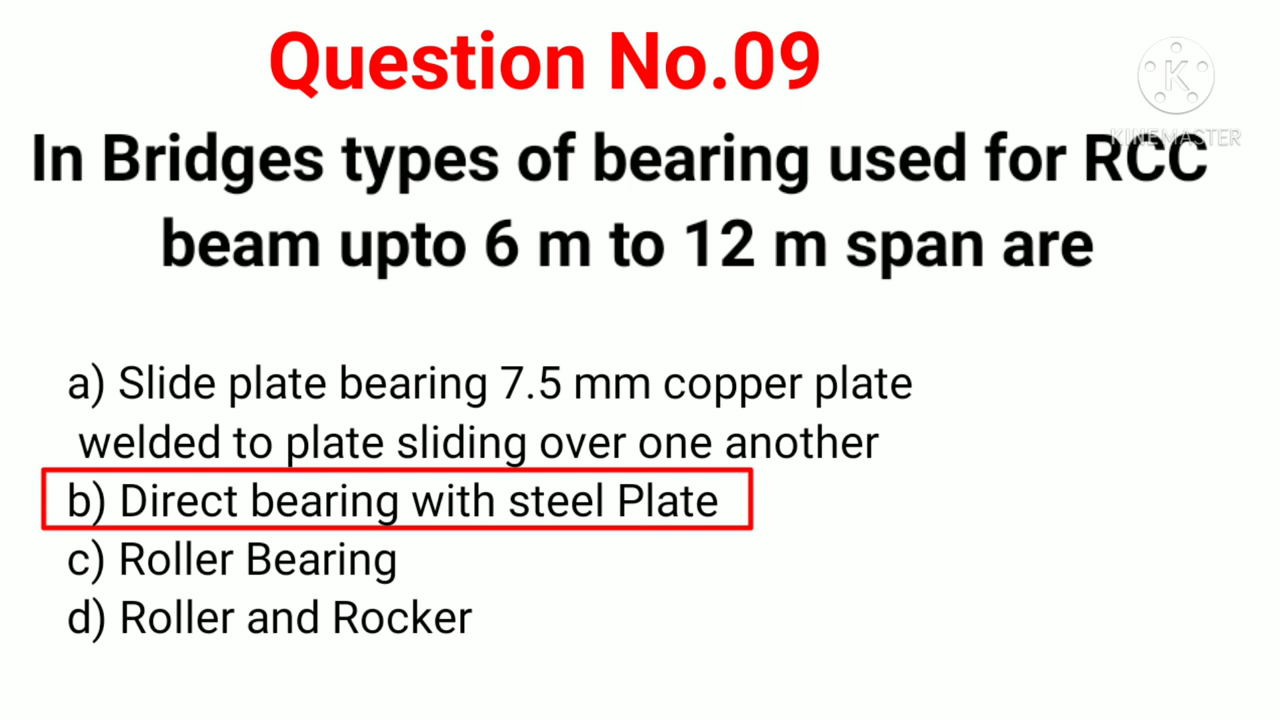 Question No.09
K
KINEMASTER
In Bridges types of bearing used for RCC
beam upto 6 m to 12 m span are
a) Slide plate bearing 7.5 mm copper plate
welded to plate sliding over one another
b) Direct bearing with steel Plate
c) Roller Bearing
d) Roller and Rocker